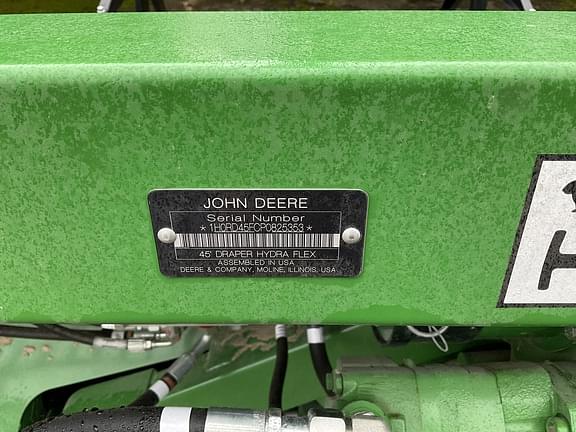 JOHN DEERE
Serial Number
*1H0RD45FCP0825353*
45' DRAPER HYDRA FLEX
ASSEMBLED IN USA
DEERE & COMPANY, MOLINE, ILLINOIS, USA
H